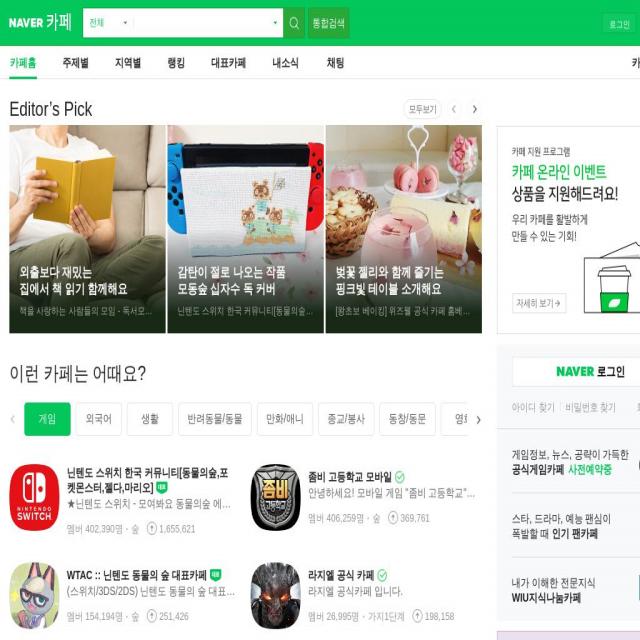 NAVER 카페
전체
통합검색
로그인
카페홈 주제별 지역별 랭킹 대표카페 내소식 채팅
Editor's Pick
모두보기
외출보다 재밌는
집에서 책 읽기 함께해요
책을 사랑하는 사람들의 모임 - 독서모...
감탄이 절로 나오는 작품
모동숲 십자수 독 커버
닌텐도 스위치 한국 커뮤니티[동물의숲...
벚꽃 젤리와 함께 즐기는
핑크빛 테이블 소개해요
[왕초보 베이킹] 위즈웰 공식 카페 홈베...
카페 지원 프로그램
카페 온라인 이벤트
상품을 지원해드려요!
우리 카페를 활발하게
만들 수 있는 기회!
자세히 보기
이런 카페는 어때요?
게임 외국어 생활 반려동물/동물 만화/애니 종교/봉사 동창/동문
NINTENDO
SWITCH
닌텐도 스위치 한국 커뮤니티[동물의숲,포
켓몬스터,젤다,마리오] 대표
★닌텐도 스위치 - 모여봐요 동물의숲 에...
멤버 402,390명 · 숲 1,655,621
좀비
고등학교
좀비 고등학교 모바일
안녕하세요! 모바일 게임 "좀비 고등학교"...
멤버 406,259명 · 숲 369,761
WTAC :: 닌텐도 동물의 숲 대표카페 대표
(스위치/3DS/2DS) 닌텐도 동물의 숲 대표...
멤버 154,194명 · 숲 251,426
라지엘 공식 카페
라지엘 공식 카페 입니다.
멤버 26,995명 · 가지1단계 198,158
NAVER 로그인
아이디 찾기 비밀번호 찾기
게임정보, 뉴스, 공략이 가득한
공식게임카페 사전예약중
스타, 드라마, 예능 팬심이
폭발할 때 인기 팬카페
내가 이해한 전문지식
WIU지식나눔카페